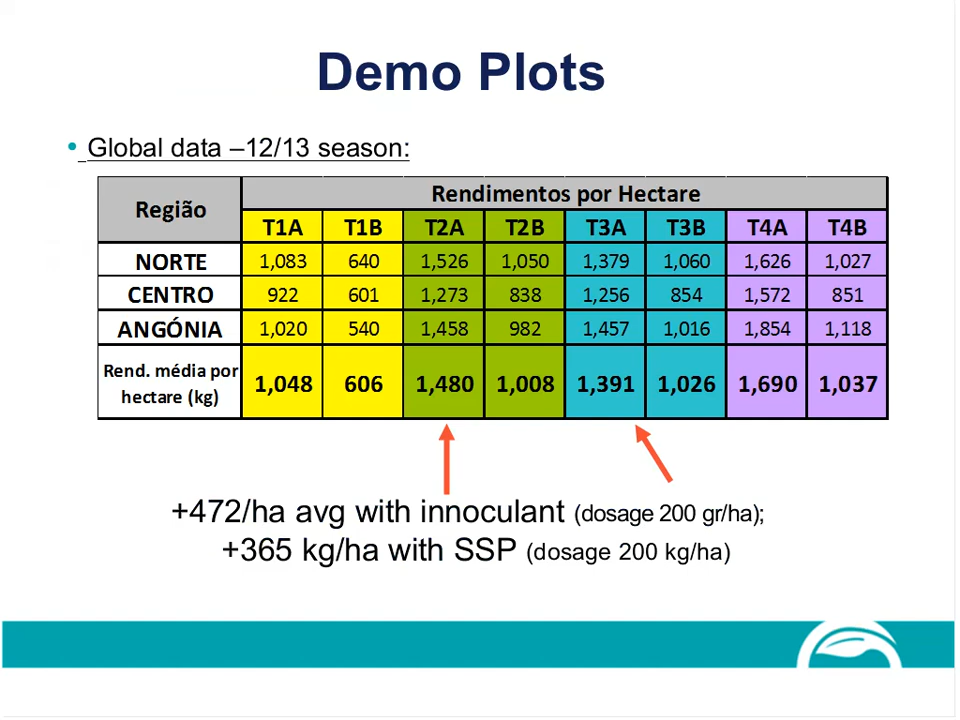 Demo Plots
• Global data –12/13 season:
Região Rendimentos por Hectare
T1A T1B T2A T2B T3A T3B T4A T4B
NORTE 1,083 640 1,526 1,050 1,379 1,060 1,626 1,027
CENTRO 922 601 1,273 838 1,256 854 1,572 851
ANGÓNIA 1,020 540 1,458 982 1,457 1,016 1,854 1,118
Rend. média por
hectare (kg) 1,048 606 1,480 1,008 1,391 1,026 1,690 1,037
+472/ha avg with innoculant (dosage 200 gr/ha);
+365 kg/ha with SSP (dosage 200 kg/ha)